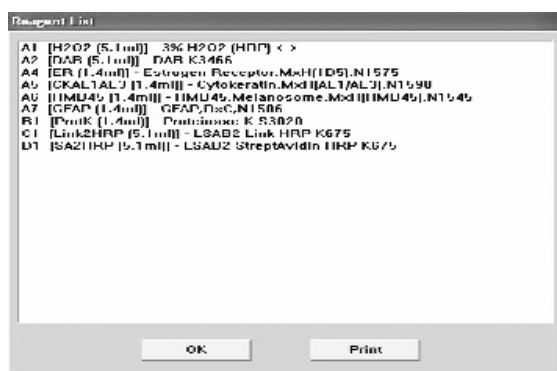 Reagent List
A1 [H2O2 (5.1ml)] - 3% H2O2 (HRP) < >
A2 [DAB (5.1ml)] - DAB K3466
A4 [ER (1.4ml)] - Estrogen Receptor,MxH(1D5),N1575
A5 [CKAL1AL3 (1.4ml)] - Cytokeratin,MxH(AL1/AL3),N1590
A6 [HMB45 (1.4ml)] - HMB45,Melanosome,MxH(HMB45),N1545
A7 [GFAP (1.4ml)] - GFAP,RxC,N1506
B1 [ProtK (1.4ml)] - Proteinase K S3020
C1 [Link2HRP (5.1ml)] - LSAB2 Link HRP K675
D1 [SA2HRP (5.1ml)] - LSAB2 StreptAvidin HRP K675
OK
Print